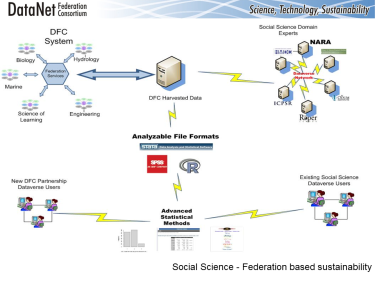 DataNet Federation Consortium
Science, Technology, Sustainability
DFC System
Social Science Domain Experts
NARA
Biology
Hydrology
Federation Services
Marine
Science of Learning
Engineering
DFC Harvested Data
ICPSR
Roper
Analyzable File Formats
STATA
SPSS
R
New DFC Partnership Dataverse Users
Existing Social Science Dataverse Users
Advanced Statistical Methods
Social Science - Federation based sustainability